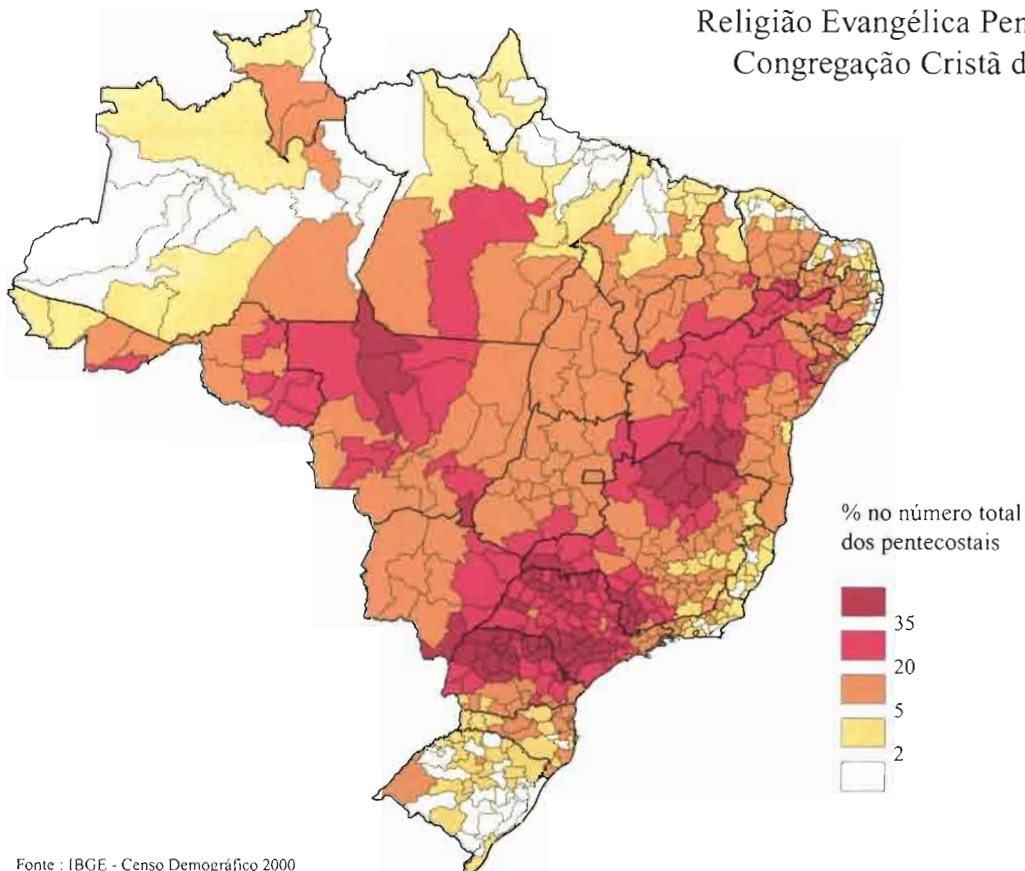 Religião Evangélica Pen
Congregação Cristã d
% no número total
dos pentecostais
35
20
5
2
Fonte : IBGE - Censo Demográfico 2000